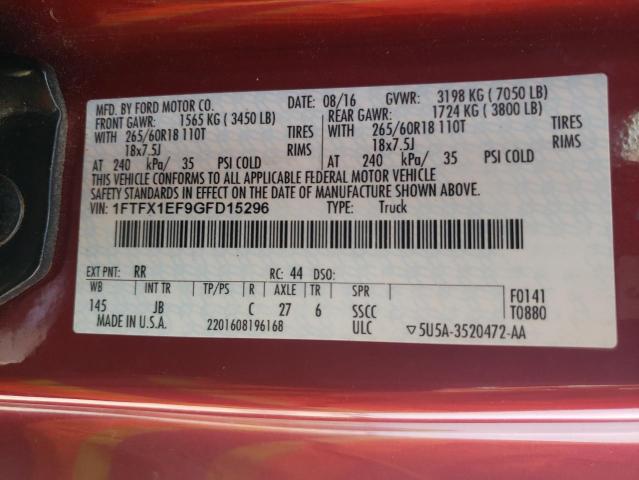 MFD. BY FORD MOTOR CO. DATE: 08/16 GVWR: 3198 KG ( 7050 LB)
FRONT GAWR: 1565 KG ( 3450 LB) REAR GAWR: 1724 KG ( 3800 LB)
WITH 265/60R18 110T TIRES WITH 265/60R18 110T TIRES
18x7.5J RIMS 18x7.5J RIMS
AT 240 kPa/ 35 PSI COLD AT 240 kPa/ 35 PSI COLD
THIS VEHICLE CONFORMS TO ALL APPLICABLE FEDERAL MOTOR VEHICLE
SAFETY STANDARDS IN EFFECT ON THE DATE OF MANUFACTURE SHOWN ABOVE.
VIN: 1FTFX1EF9GFD15296 TYPE: Truck
EXT PNT: RR RC: 44 DSO:
WB INT TR TP/PS R AXLE TR SPR F0141
145 JB C 27 6 SSCC T0880
MADE IN U.S.A. 2201608196168 ULC ▽5U5A-3520472-AA